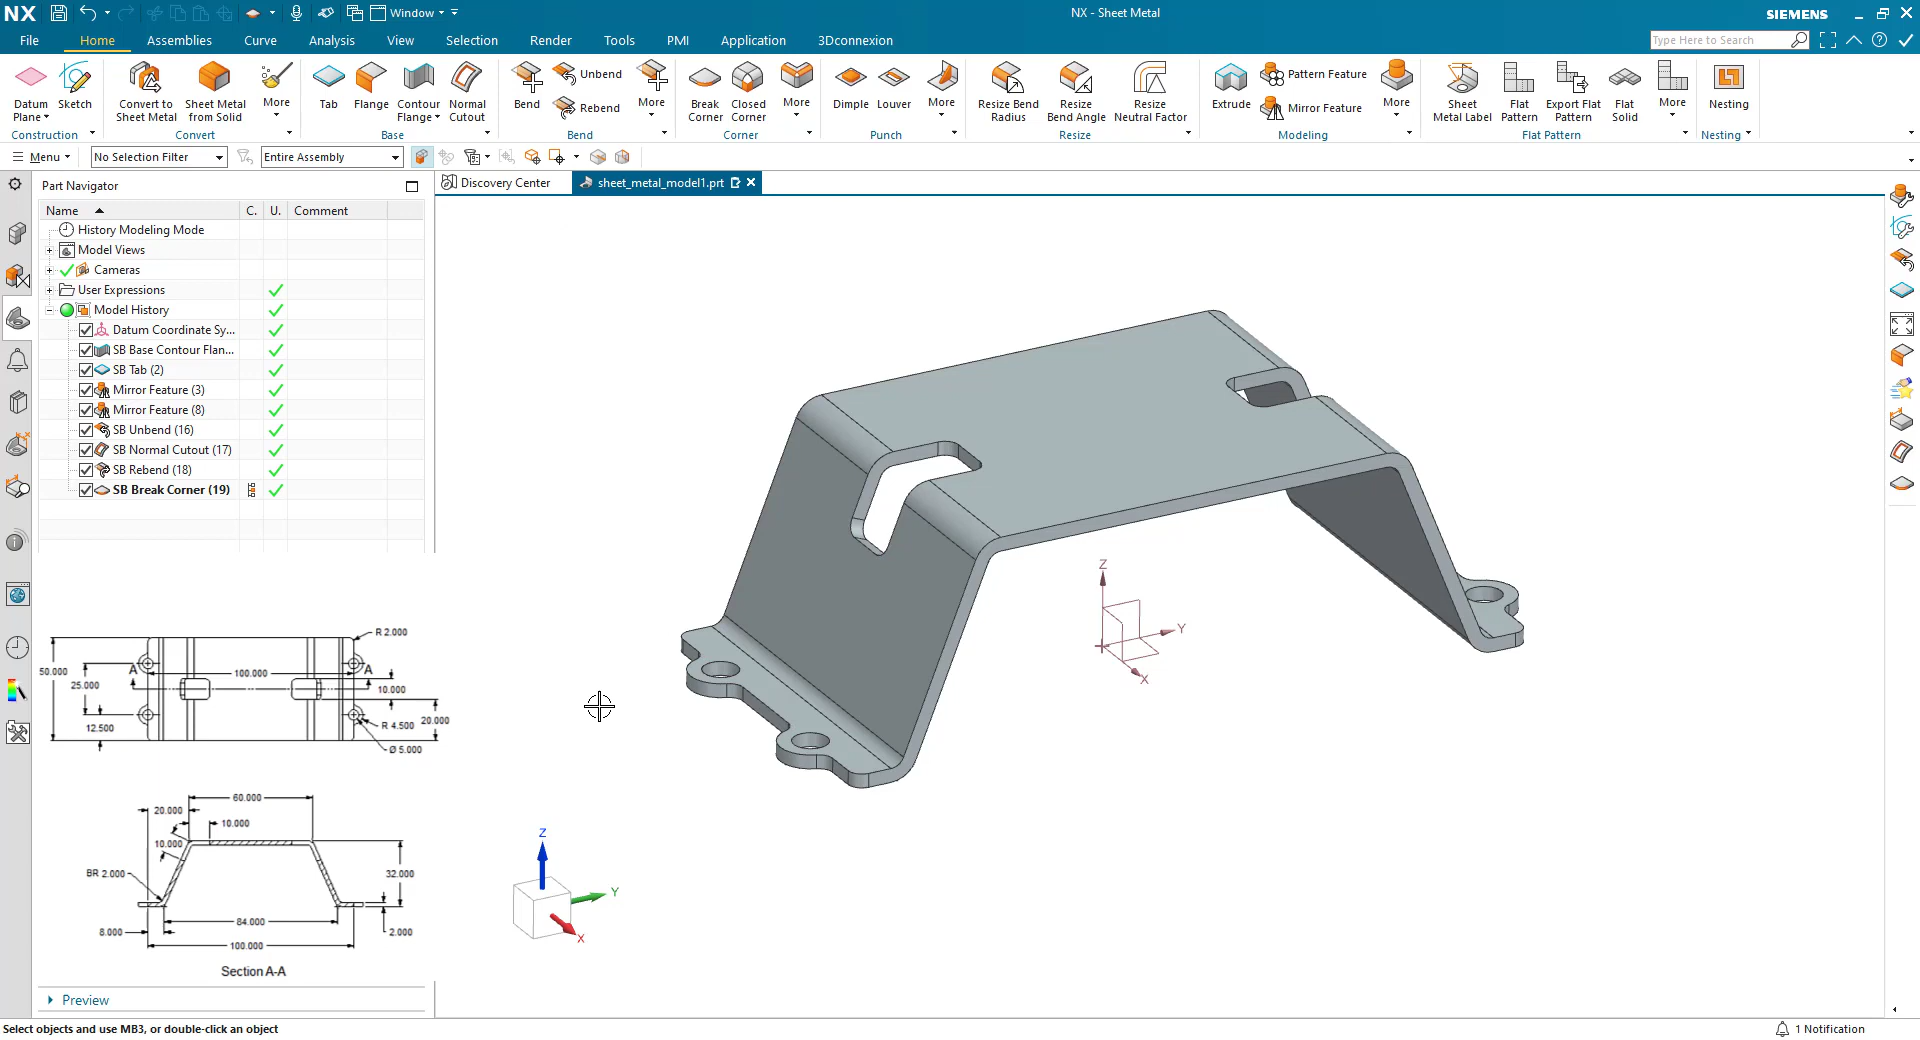 NX
Window
NX - Sheet Metal
SIEMENS
File
Home
Assemblies
Curve
Analysis
View
Selection
Render
Tools
PMI
Application
3Dconnexion
Type Here to Search
Datum Plane
Sketch
Construction
Convert to Sheet Metal
Sheet Metal from Solid
More
Convert
Tab
Flange
Contour Flange
Normal Cutout
Base
Bend
Unbend
Rebend
More
Bend
Break Corner
Closed Corner
More
Corner
Dimple
Louver
More
Punch
Resize Bend Radius
Resize Bend Angle
Resize Neutral Factor
Resize
Extrude
Pattern Feature
Mirror Feature
More
Modeling
Sheet Metal Label
Flat Pattern
Export Flat Pattern
Flat Solid
More
Flat Pattern
Nesting
Nesting
Menu
No Selection Filter
Entire Assembly
Part Navigator
Discovery Center
sheet_metal_model1.prt
Name
C.
U.
Comment
History Modeling Mode
Model Views
Cameras
User Expressions
Model History
Datum Coordinate Sy...
SB Base Contour Flan...
SB Tab (2)
Mirror Feature (3)
Mirror Feature (8)
SB Unbend (16)
SB Normal Cutout (17)
SB Rebend (18)
SB Break Corner (19)
Z
Y
X
R 2.000
50.000
A
A
100.000
25.000
10.000
12.500
R 4.500
20.000
Ø 5.000
60.000
20.000
10.000
10.000
BR 2.000
32.000
84.000
8.000
2.000
100.000
Section A-A
Z
Y
X
Preview
Select objects and use MB3, or double-click an object
1 Notification